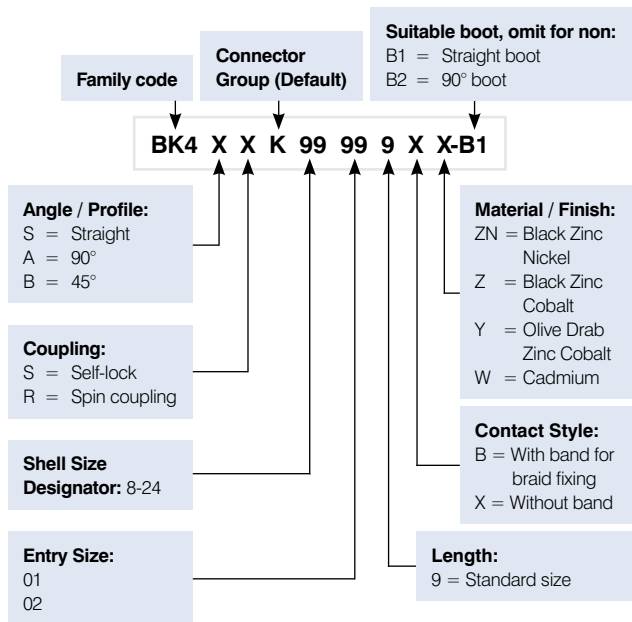 Suitable boot, omit for non:
B1 = Straight boot
B2 = 90° boot
Connector
Group (Default)
Family code
BK4 X X K 99 99 9 X X-B1
Angle / Profile:
S = Straight
A = 90°
B = 45°
Coupling:
S = Self-lock
R = Spin coupling
Shell Size
Designator: 8-24
Entry Size:
01
02
Material / Finish:
ZN = Black Zinc
Nickel
Z = Black Zinc
Cobalt
Y = Olive Drab
Zinc Cobalt
W = Cadmium
Contact Style:
B = With band for
braid fixing
X = Without band
Length:
9 = Standard size